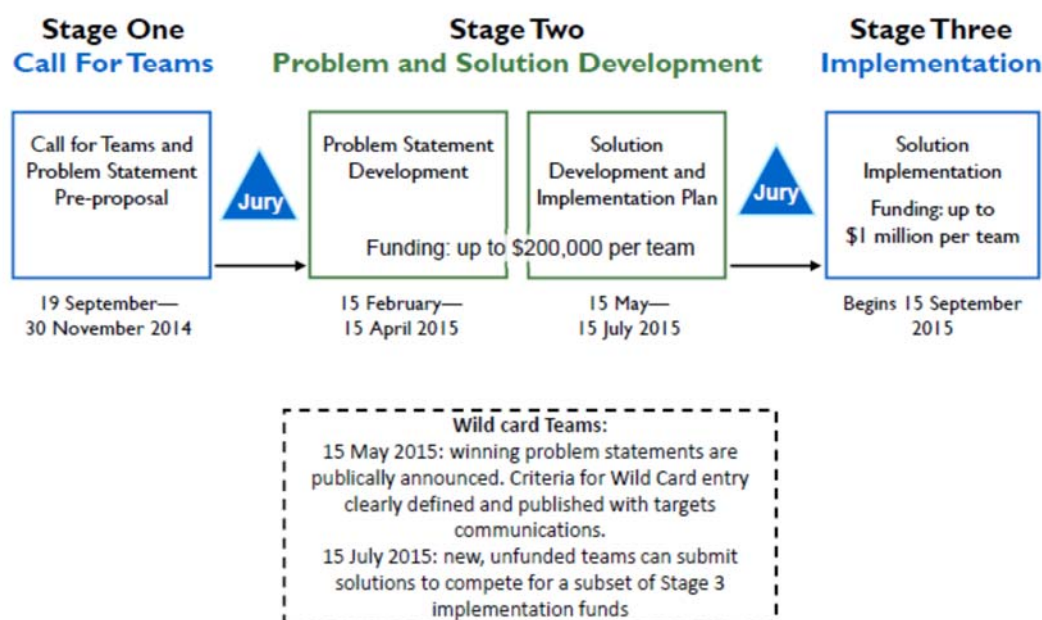 Stage One
Call For Teams
Stage Two
Problem and Solution Development
Stage Three
Implementation
Call for Teams and
Problem Statement
Pre-proposal
Jury
Problem Statement
Development
Solution
Development and
Implementation Plan
Funding: up to $200,000 per team
Jury
Solution
Implementation
Funding: up to
$1 million per team
19 September—
30 November 2014
15 February—
15 April 2015
15 May—
15 July 2015
Begins 15 September
2015
Wild card Teams:
15 May 2015: winning problem statements are
publically announced. Criteria for Wild Card entry
clearly defined and published with targets
communications.
15 July 2015: new, unfunded teams can submit
solutions to compete for a subset of Stage 3
implementation funds